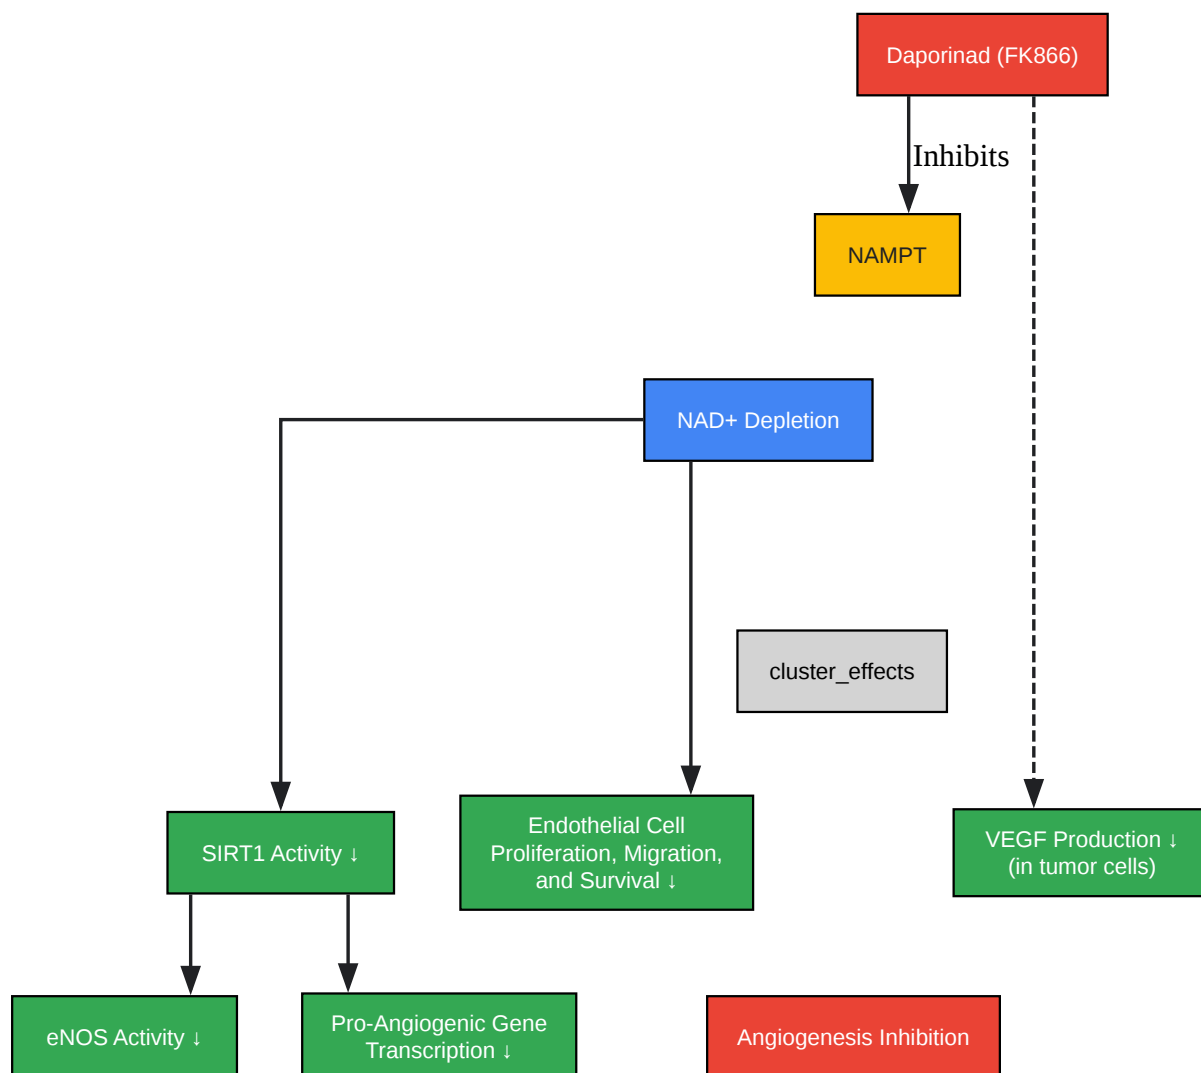 Daporinad (FK866)
Inhibits
NAMPT
NAD+ Depletion
cluster_effects
SIRT1 Activity ↓
Endothelial Cell
Proliferation, Migration,
and Survival ↓
VEGF Production ↓
(in tumor cells)
eNOS Activity ↓
Pro-Angiogenic Gene
Transcription ↓
Angiogenesis Inhibition